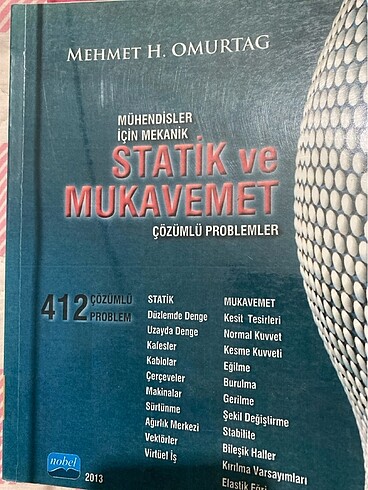 MEHMET H. OMURTAG
MÜHENDİSLER
İÇİN MEKANİK
STATİK ve
MUKAVEMET
ÇÖZÜMLÜ PROBLEMLER
412 ÇÖZÜMLÜ
PROBLEM
STATİK
Düzlemde Denge
Uzayda Denge
Kafesler
Kablolar
Çerçeveler
Makinalar
Sürtünme
Ağırlık Merkezi
Vektörler
Virtüel İş
MUKAVEMET
Kesit Tesirleri
Normal Kuvvet
Kesme Kuvveti
Eğilme
Burulma
Gerilme
Şekil Değiştirme
Stabilite
Bileşik Haller
Kırılma Varsayımları
Elastik Eğri
nobel
2013